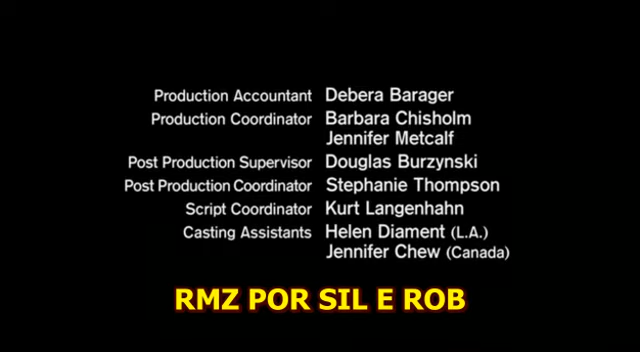 Production Accountant Debera Barager
Production Coordinator Barbara Chisholm
Jennifer Metcalf
Post Production Supervisor Douglas Burzynski
Post Production Coordinator Stephanie Thompson
Script Coordinator Kurt Langenhahn
Casting Assistants Helen Diament (L.A.)
Jennifer Chew (Canada)
RMZ POR SIL E ROB